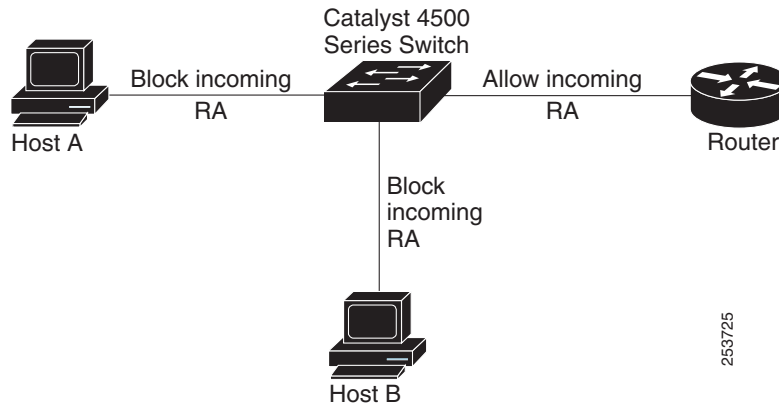 Catalyst 4500
Series Switch
Block incoming
RA
Allow incoming
RA
Host A
Router
Block
incoming
RA
Host B
253725